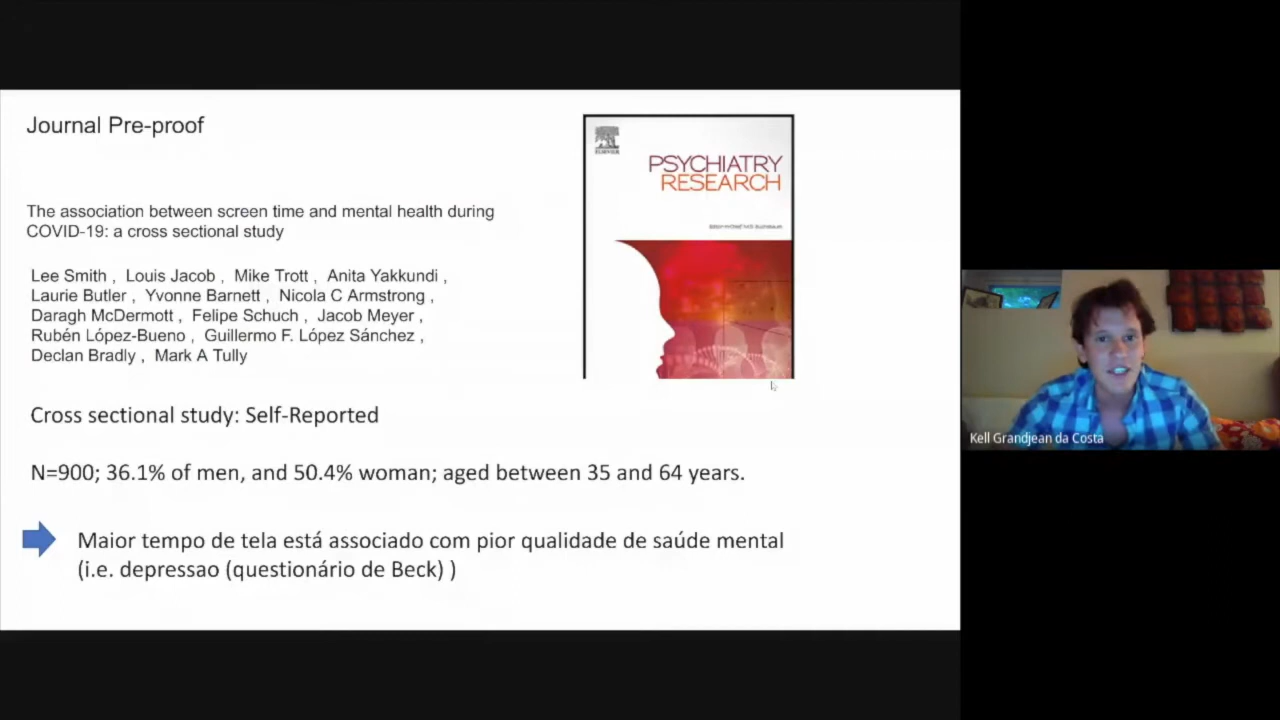 Journal Pre-proof
ELSEVIER
PSYCHIATRY
RESEARCH
The association between screen time and mental health during
COVID-19: a cross sectional study
Lee Smith , Louis Jacob , Mike Trott , Anita Yakkundi ,
Laurie Butler , Yvonne Barnett , Nicola C Armstrong ,
Daragh McDermott , Felipe Schuch , Jacob Meyer ,
Rubén López-Bueno , Guillermo F. López Sánchez ,
Declan Bradly , Mark A Tully
Cross sectional study: Self-Reported
N=900; 36.1% of men, and 50.4% woman; aged between 35 and 64 years.
Maior tempo de tela está associado com pior qualidade de saúde mental
(i.e. depressao (questionário de Beck) )
Kell Grandjean da Costa